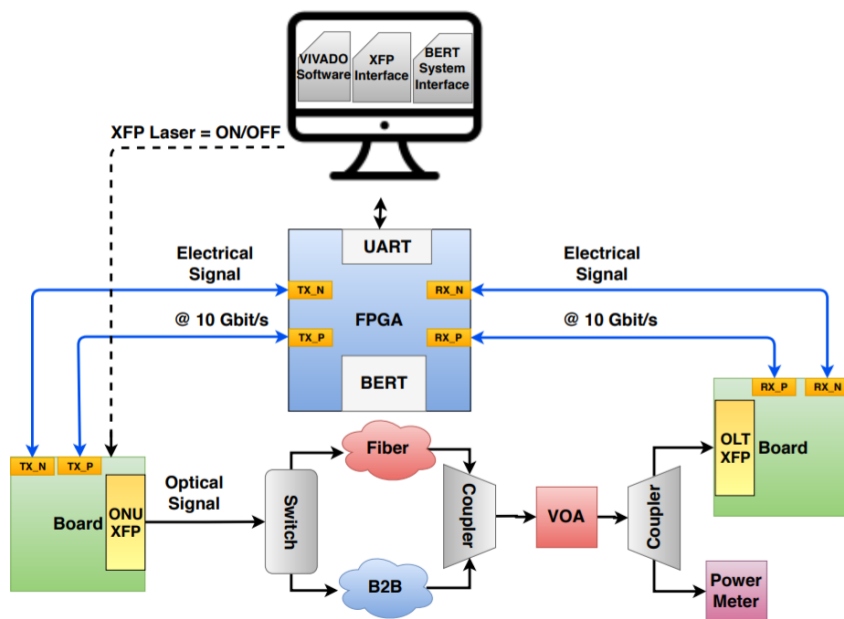 VIVADO
Software
XFP
Interface
BERT
System
Interface
XFP Laser = ON/OFF
UART
Electrical
Signal
Electrical
Signal
TX_N
RX_N
FPGA
@ 10 Gbit/s
@ 10 Gbit/s
TX_P
RX_P
BERT
RX_P
RX_N
OLT
XFP
Board
TX_N
TX_P
Optical
Signal
Board
ONU
XFP
Switch
Fiber
B2B
Coupler
VOA
Coupler
Power
Meter